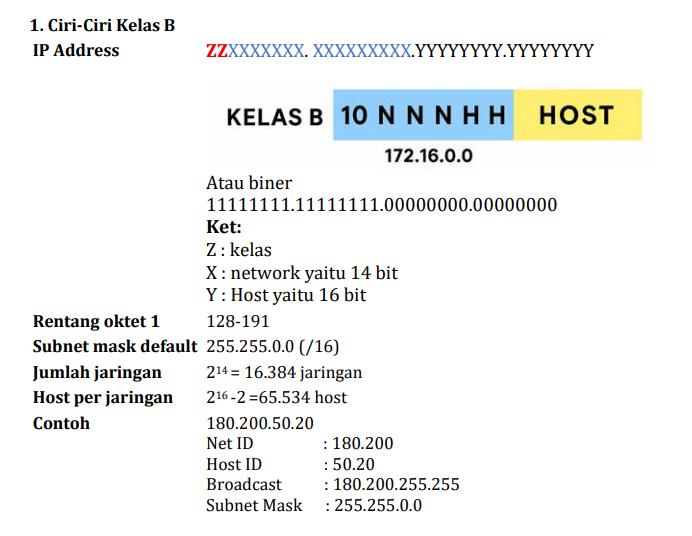 1. Ciri-Ciri Kelas B
IP Address ZZXXXXXXX. XXXXXXXXX.YYYYYYYY.YYYYYYYY
KELAS B 10 N N N H H HOST
172.16.0.0
Atau biner
11111111.11111111.00000000.00000000
Ket:
Z : kelas
X : network yaitu 14 bit
Y : Host yaitu 16 bit
Rentang oktet 1 128-191
Subnet mask default 255.255.0.0 (/16)
Jumlah jaringan 2¹⁴ = 16.384 jaringan
Host per jaringan 2¹⁶ -2 =65.534 host
Contoh 180.200.50.20
Net ID : 180.200
Host ID : 50.20
Broadcast : 180.200.255.255
Subnet Mask : 255.255.0.0